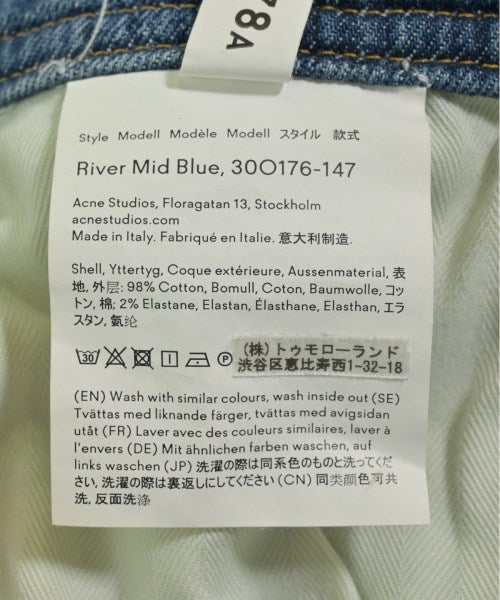 78A
Style Modell Modèle Modell スタイル 款式
River Mid Blue, 30O176-147
Acne Studios, Floragatan 13, Stockholm
acnestudios.com
Made in Italy. Fabriqué en Italie. 意大利制造.
Shell, Yttertyg, Coque extérieure, Aussenmaterial, 表
地, 外层: 98% Cotton, Bomull, Coton, Baumwolle, コッ
トン, 棉; 2% Elastane, Elastan, Élasthane, Elasthan, エラ
スタン, 氨纶
30 P
(株)トゥモローランド
渋谷区恵比寿西1-32-18
(EN) Wash with similar colours, wash inside out (SE)
Tvättas med liknande färger, tvättas med avigsidan
utåt (FR) Laver avec des couleurs similaires, laver à
l'envers (DE) Mit ähnlichen farben waschen, auf
links waschen (JP) 洗濯の際は同系色のものと洗ってくだ
さい, 洗濯の際は裏返しにしてください (CN) 同类颜色可共
洗, 反面洗涤